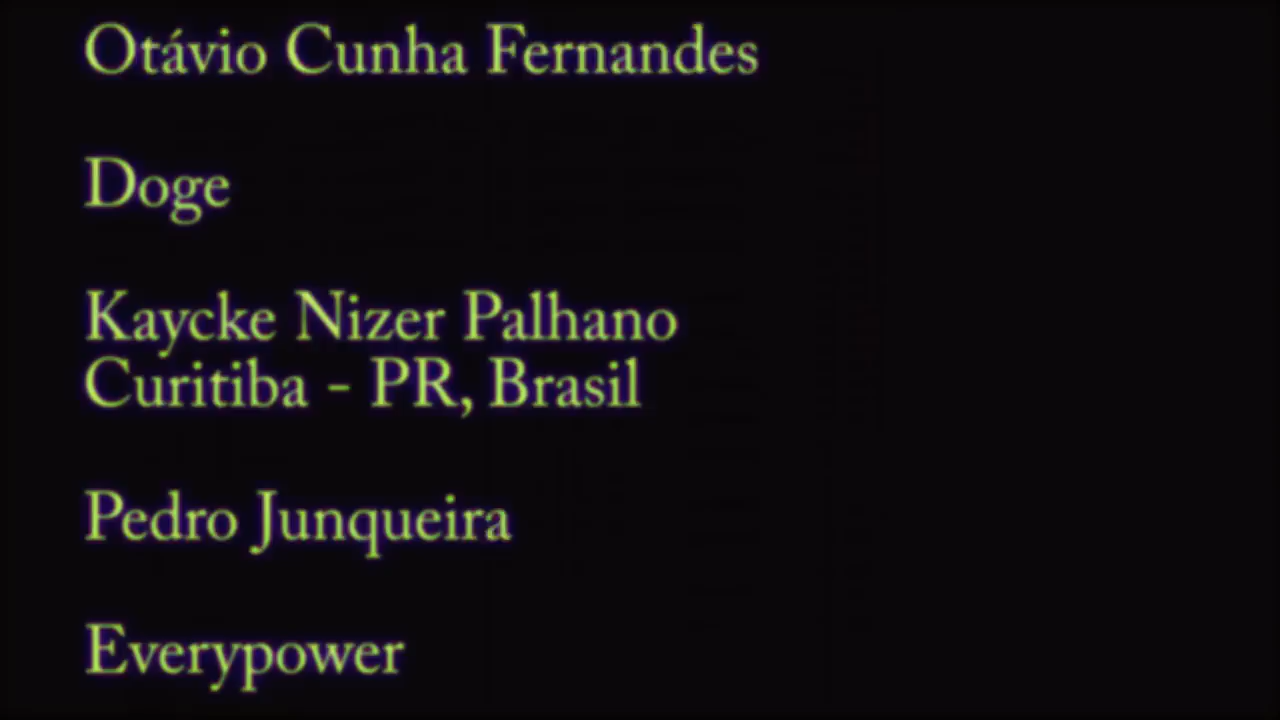 Otávio Cunha Fernandes
Doge
Kaycke Nizer Palhano
Curitiba - PR, Brasil
Pedro Junqueira
Everypower